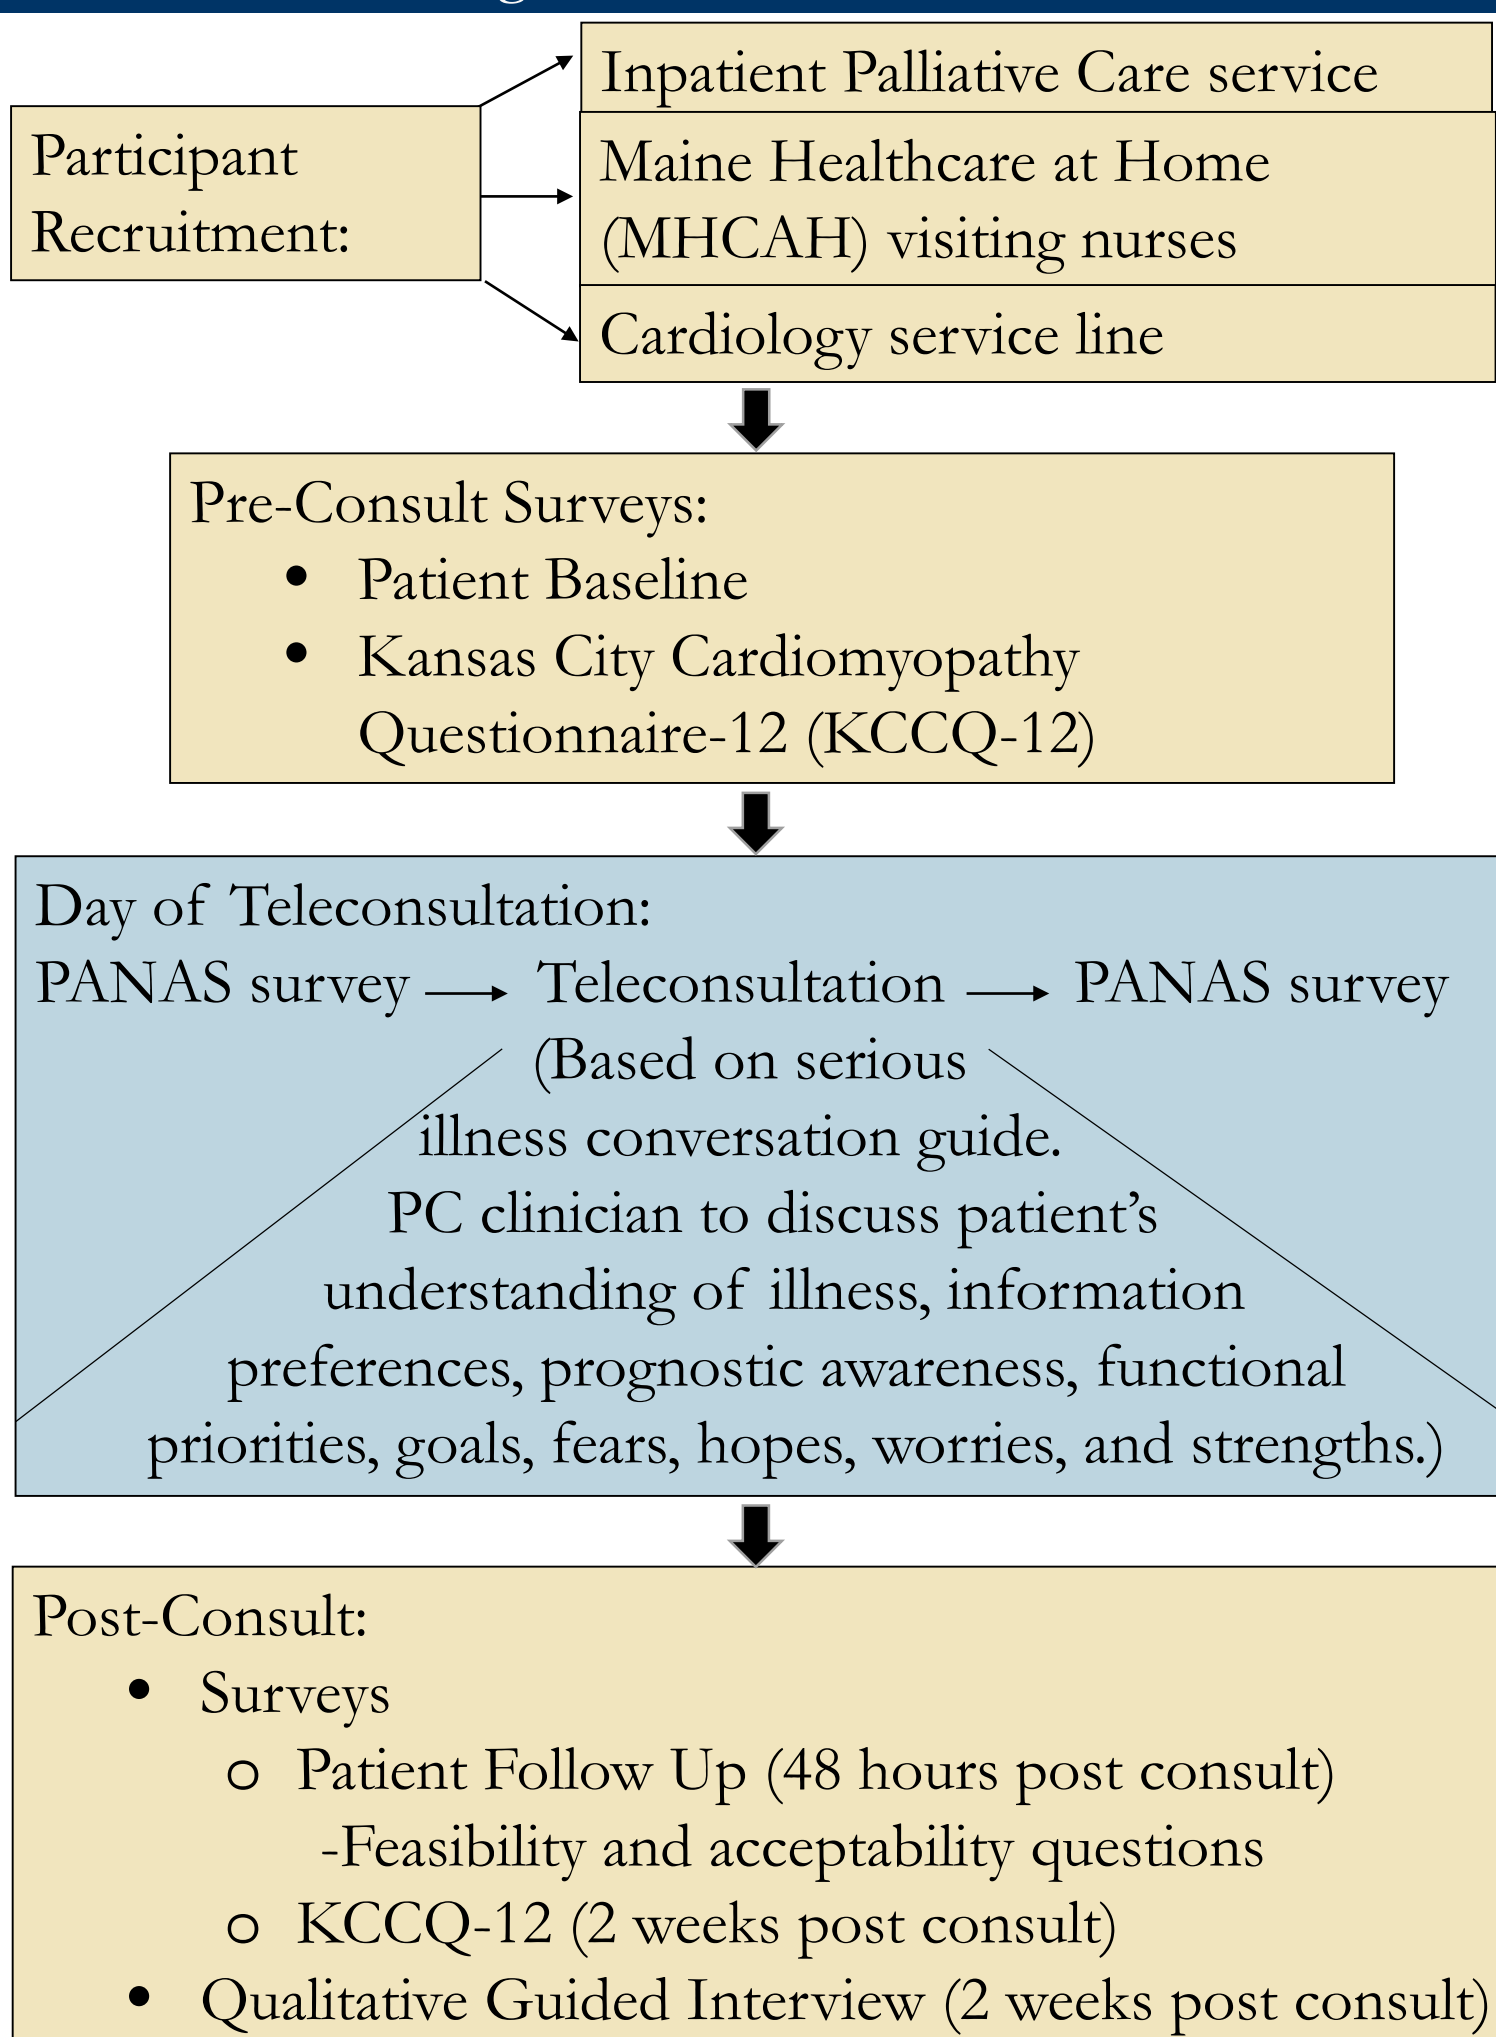 Participant
Recruitment:
Inpatient Palliative Care service
Maine Healthcare at Home
(MHCAH) visiting nurses
Cardiology service line
Pre-Consult Surveys:
• Patient Baseline
• Kansas City Cardiomyopathy
Questionnaire-12 (KCCQ-12)
Day of Teleconsultation:
PANAS survey → Teleconsultation → PANAS survey
(Based on serious
illness conversation guide.
PC clinician to discuss patient’s
understanding of illness, information
preferences, prognostic awareness, functional
priorities, goals, fears, hopes, worries, and strengths.)
Post-Consult:
• Surveys
o Patient Follow Up (48 hours post consult)
-Feasibility and acceptability questions
o KCCQ-12 (2 weeks post consult)
• Qualitative Guided Interview (2 weeks post consult)